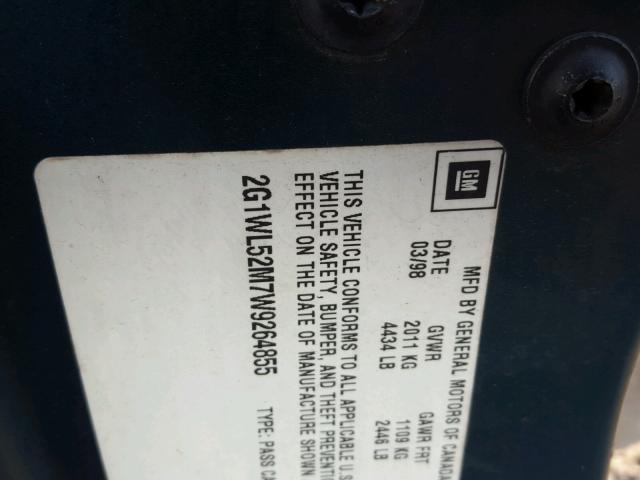 GM
MFD BY GENERAL MOTORS OF CANADA
DATE GVWR GAWR FRT
03/98 2011 KG 1109 KG
4434 LB 2446 LB
THIS VEHICLE CONFORMS TO ALL APPLICABLE U.S.
VEHICLE SAFETY, BUMPER, AND THEFT PREVENTION
EFFECT ON THE DATE OF MANUFACTURE SHOWN
2G1WL52M7W9264855 TYPE: PASS CA